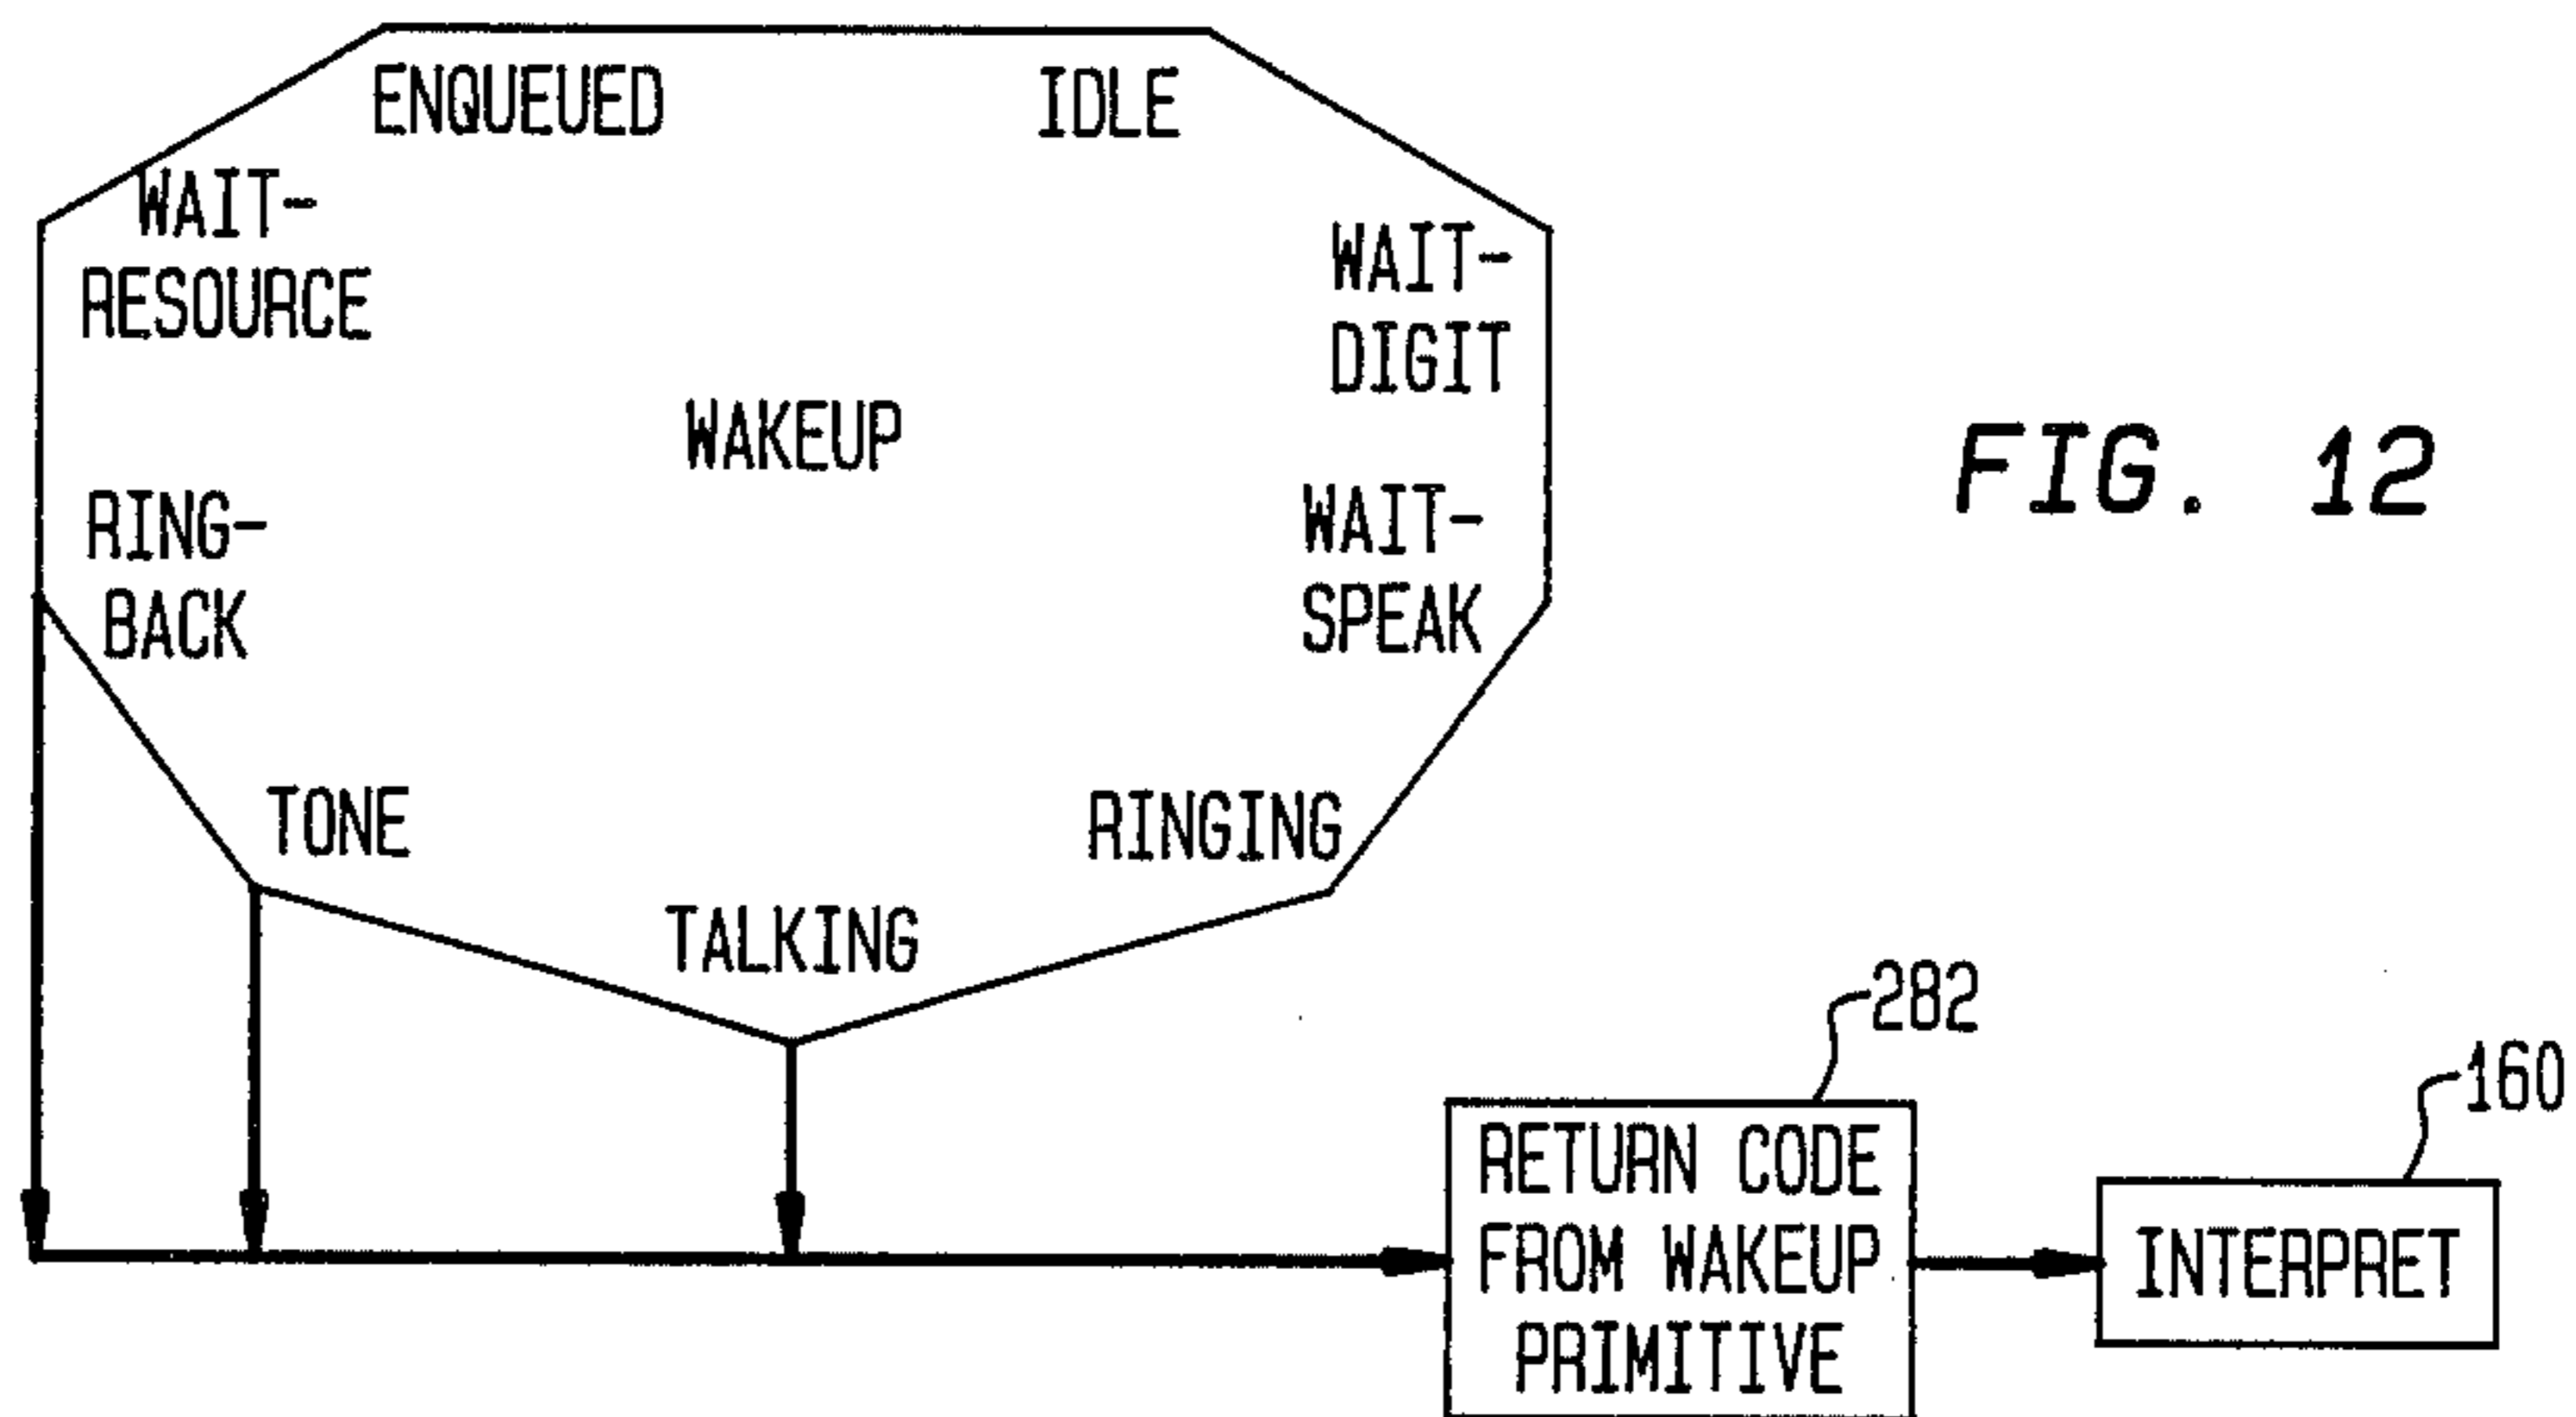 ENQUEUED
IDLE
WAIT-
RESOURCE
WAIT-
DIGIT
WAKEUP
RING-
BACK
WAIT-
SPEAK
TONE
RINGING
TALKING
FIG. 12
282
RETURN CODE
FROM WAKEUP
PRIMITIVE
160
INTERPRET